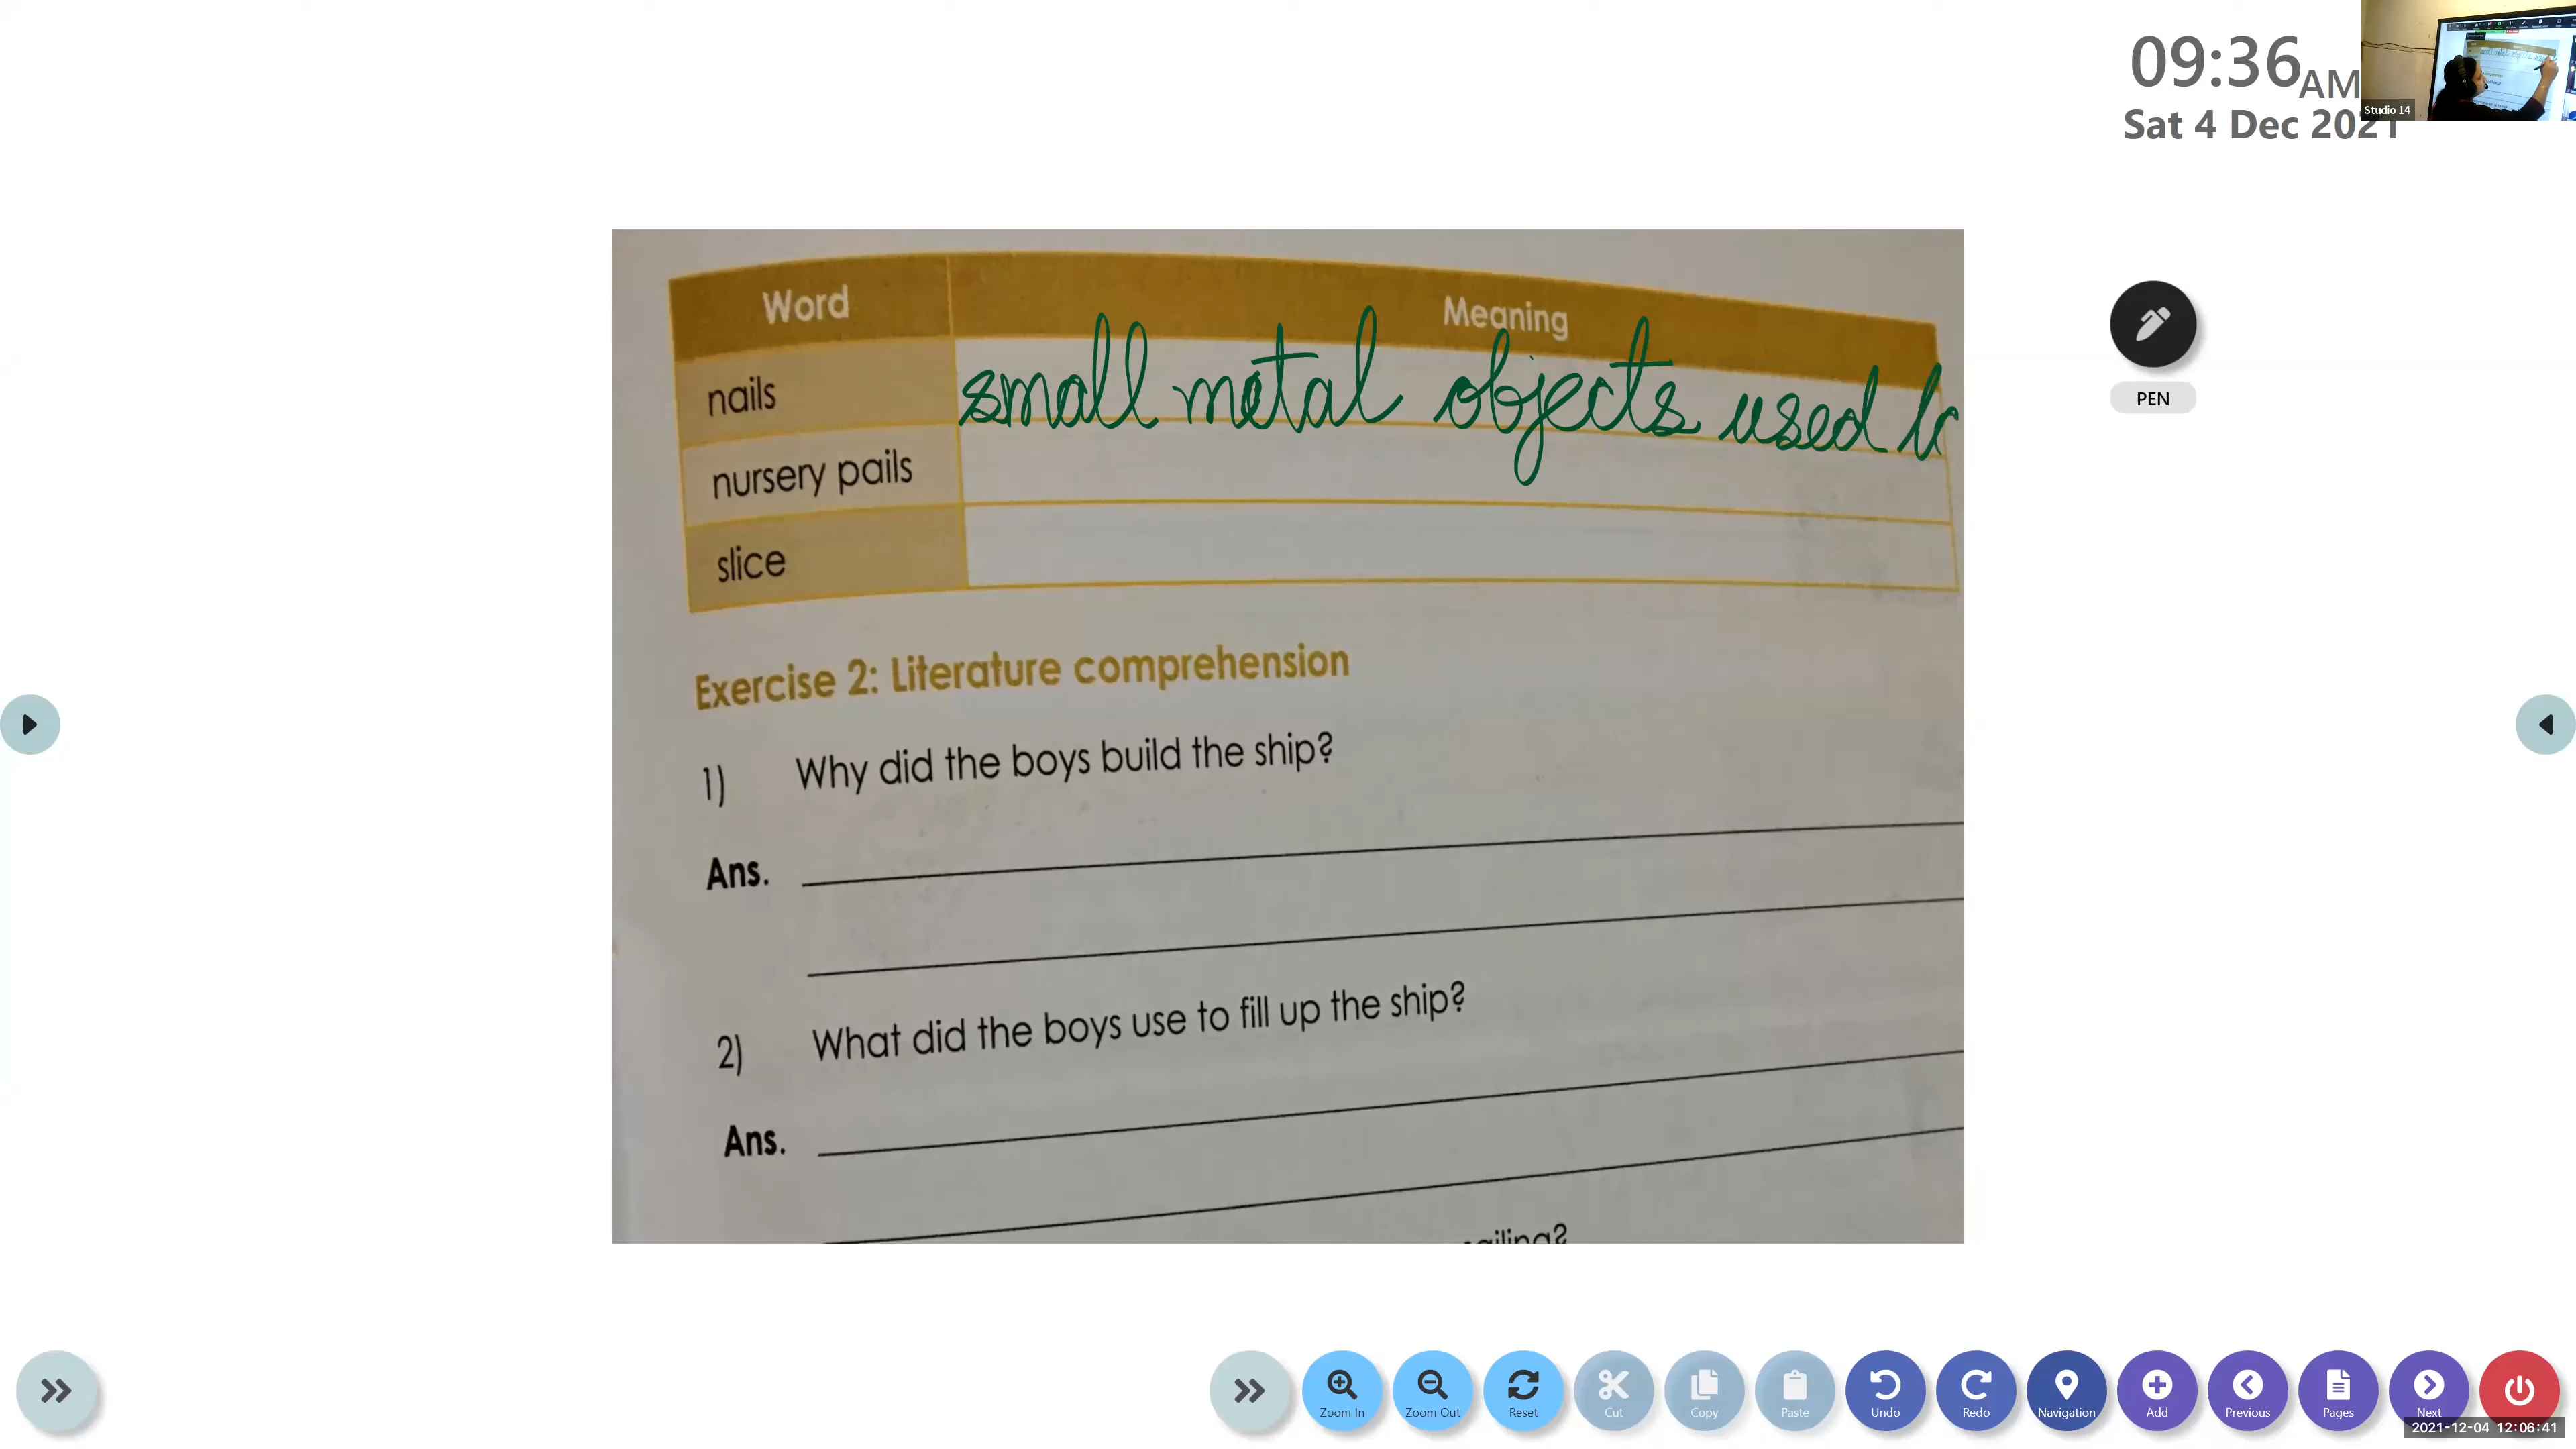 09:36 AM
Sat 4 Dec 2021
Studio 14
Word Meaning
nails small metal objects used to
nursery pails
slice
PEN
Exercise 2: Literature comprehension
1) Why did the boys build the ship?
Ans.
2) What did the boys use to fill up the ship?
Ans.
Zoom In Zoom Out Reset Cut Copy Paste Undo Redo Navigation Add Previous Pages Next
2021-12-04 12:06:41